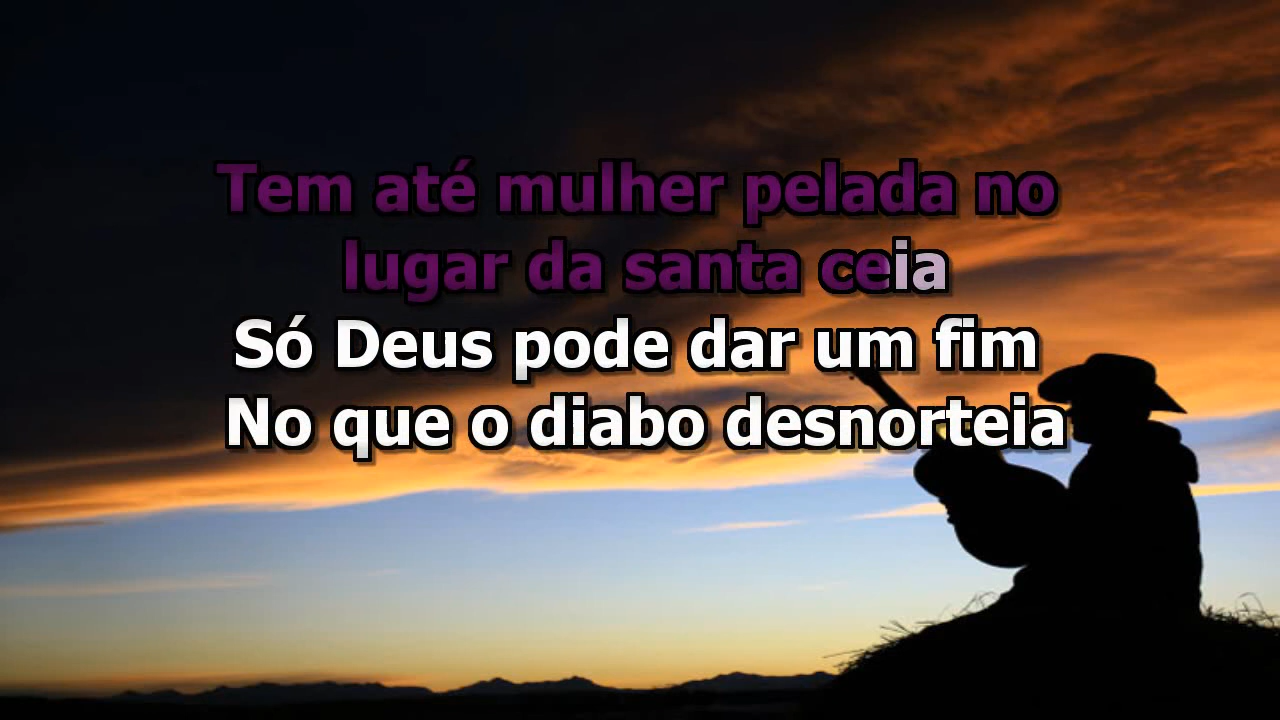 Tem até mulher pelada no
lugar da santa ceia
Só Deus pode dar um fim
No que o diabo desnorteia